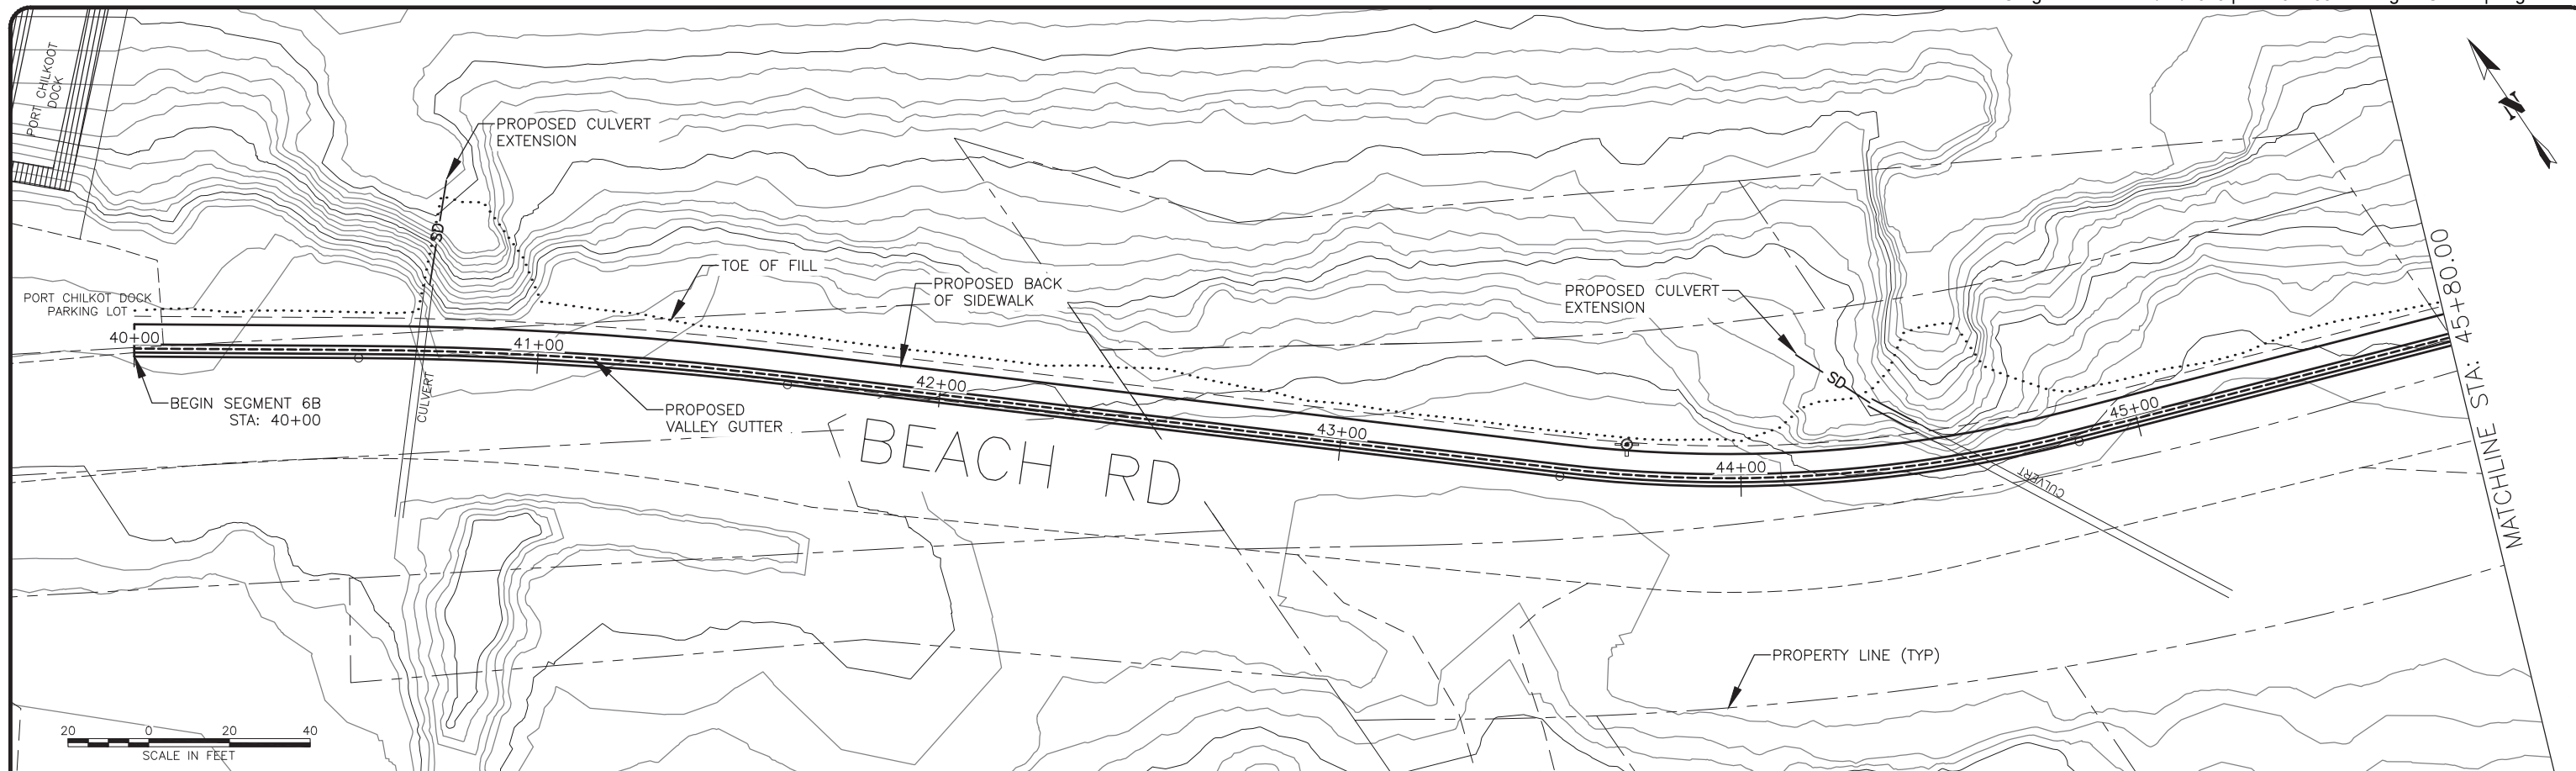 PORT CHILKOT
DOCK
N
PROPOSED CULVERT
EXTENSION
SD
TOE OF FILL
PROPOSED BACK
OF SIDEWALK
PROPOSED CULVERT
EXTENSION
SD
PORT CHILKOT DOCK
PARKING LOT
40+00
41+00
42+00
43+00
44+00
45+00
BEGIN SEGMENT 6B
STA: 40+00
CULVERT
PROPOSED
VALLEY GUTTER
BEACH RD
CULVERT
MATCHLINE STA: 45+80.00
PROPERTY LINE (TYP)
20 0 20 40
SCALE IN FEET